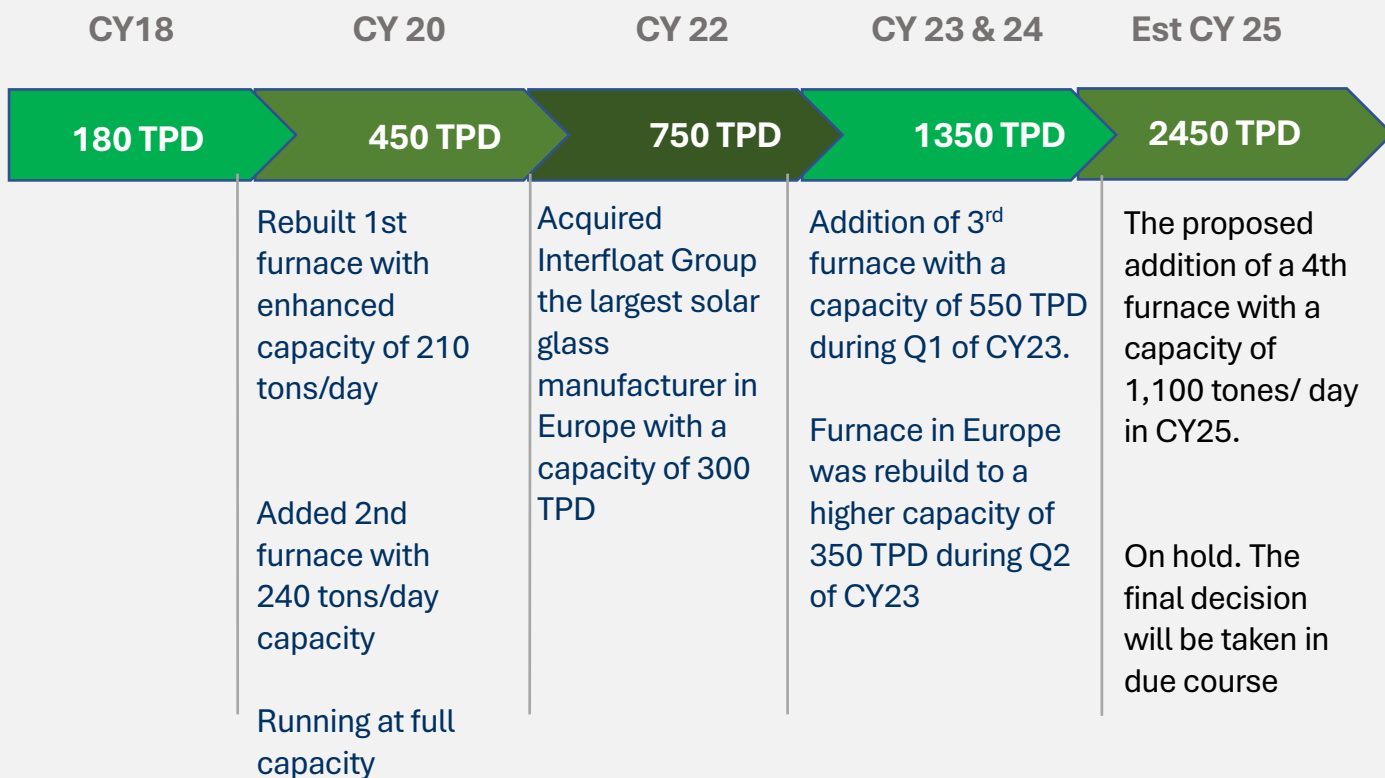 CY18
CY 20
CY 22
CY 23 & 24
Est CY 25
180 TPD
450 TPD
750 TPD
1350 TPD
2450 TPD
Rebuilt 1st
furnace with
enhanced
capacity of 210
tons/day
Added 2nd
furnace with
240 tons/day
capacity
Running at full
capacity
Acquired
Interfloat Group
the largest solar
glass
manufacturer in
Europe with a
capacity of 300
TPD
Addition of 3rd
furnace with a
capacity of 550 TPD
during Q1 of CY23.
Furnace in Europe
was rebuild to a
higher capacity of
350 TPD during Q2
of CY23
The proposed
addition of a 4th
furnace with a
capacity of
1,100 tones/ day
in CY25.
On hold. The
final decision
will be taken in
due course